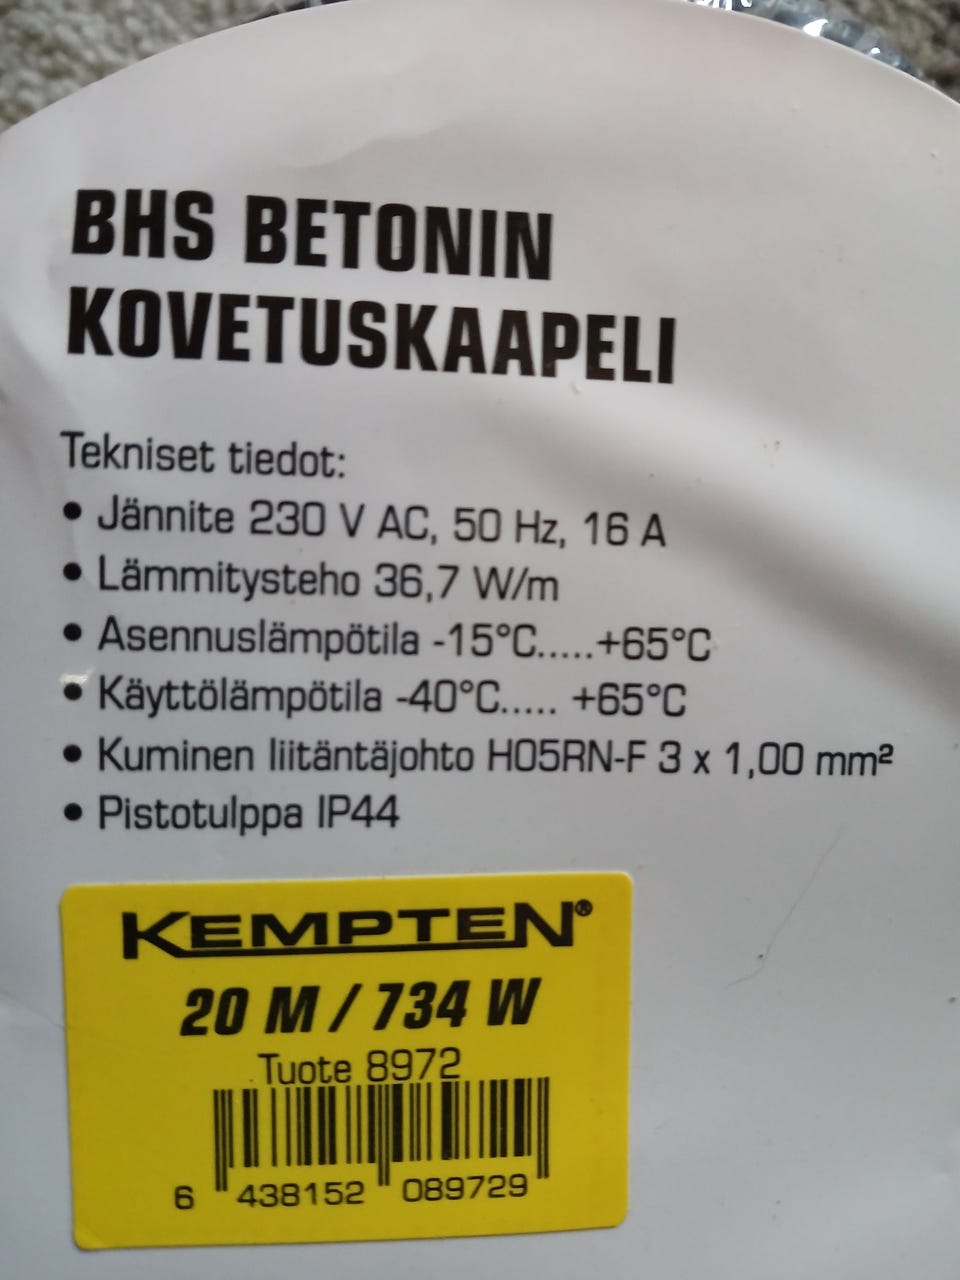 BHS BETONIN
KOVETUSKAAPELI
Tekniset tiedot:
• Jännite 230 V AC, 50 Hz, 16 A
• Lämmitysteho 36,7 W/m
• Asennuslämpötila -15°C.....+65°C
• Käyttölämpötila -40°C..... +65°C
• Kuminen liitäntäjohto H05RN-F 3 x 1,00 mm²
• Pistotulppa IP44
KEMPTEN®
20 M / 734 W
Tuote 8972
6 438152 089729